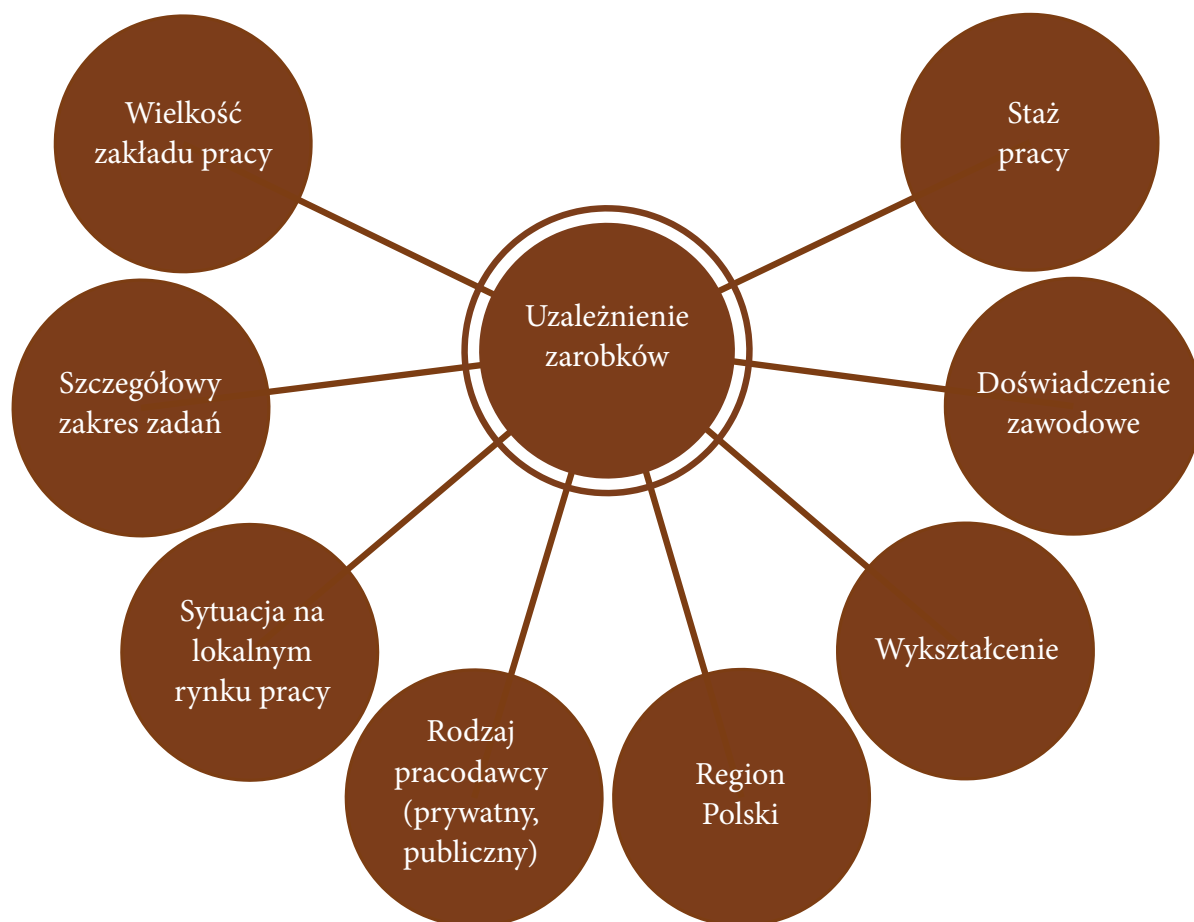 Wielkość
zakładu pracy
Staż
pracy
Uzależnienie
zarobków
Szczegółowy
zakres zadań
Doświadczenie
zawodowe
Sytuacja na
lokalnym
rynku pracy
Wykształcenie
Rodzaj
pracodawcy
(prywatny,
publiczny)
Region
Polski